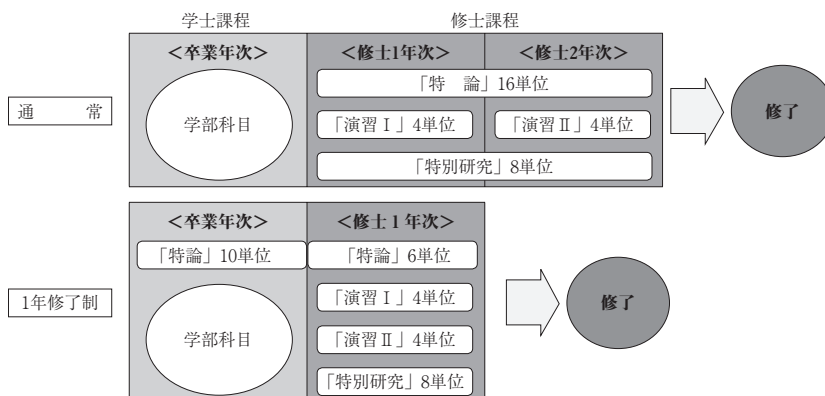 学士課程 修士課程
<卒業年次> <修士1年次> <修士2年次>
「特　論」16単位
通　　常 学部科目 「演習Ⅰ」4単位 「演習Ⅱ」4単位 修了
「特別研究」8単位
<卒業年次> <修士1年次>
「特論」10単位 「特論」6単位
1年修了制 学部科目 「演習Ⅰ」4単位 修了
「演習Ⅱ」4単位
「特別研究」8単位